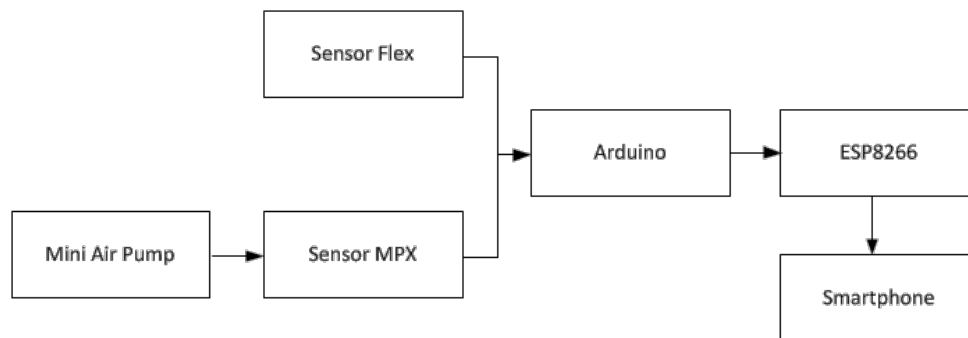 Sensor Flex
Arduino
ESP8266
Mini Air Pump
Sensor MPX
Smartphone